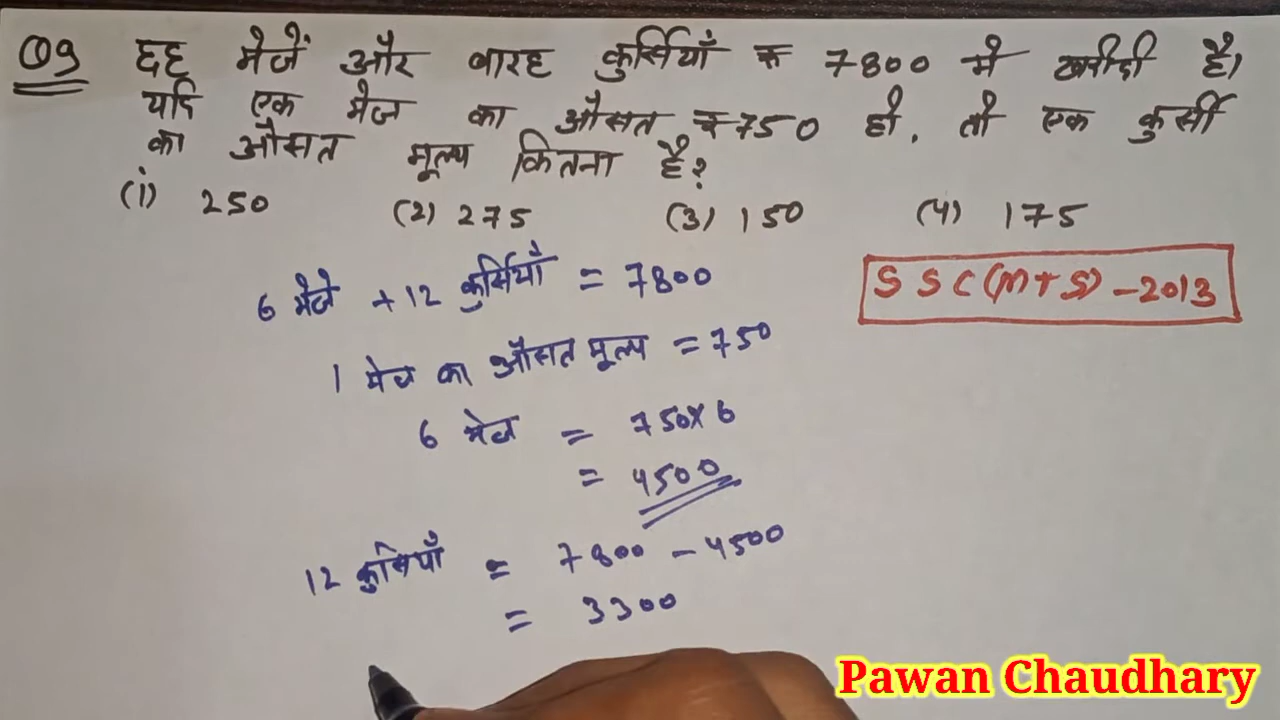 Q9 छह मेजें और बारह कुर्सियाँ ₹ 7800 मे खरीदी है।
यदि एक मेज का औसत ₹750 हो, तो एक कुर्सी
का औसत मूल्य कितना है?
(i) 250 (2) 275 (3) 150 (4) 175
6 मेजे + 12 कुर्सियाँ = 7800
SSC (MTS) - 2013
1 मेज का औसत मूल्य = 750
6 मेज = 750×6
= 4500
12 कुर्सियाँ = 7800 - 4500
= 3300
Pawan Chaudhary